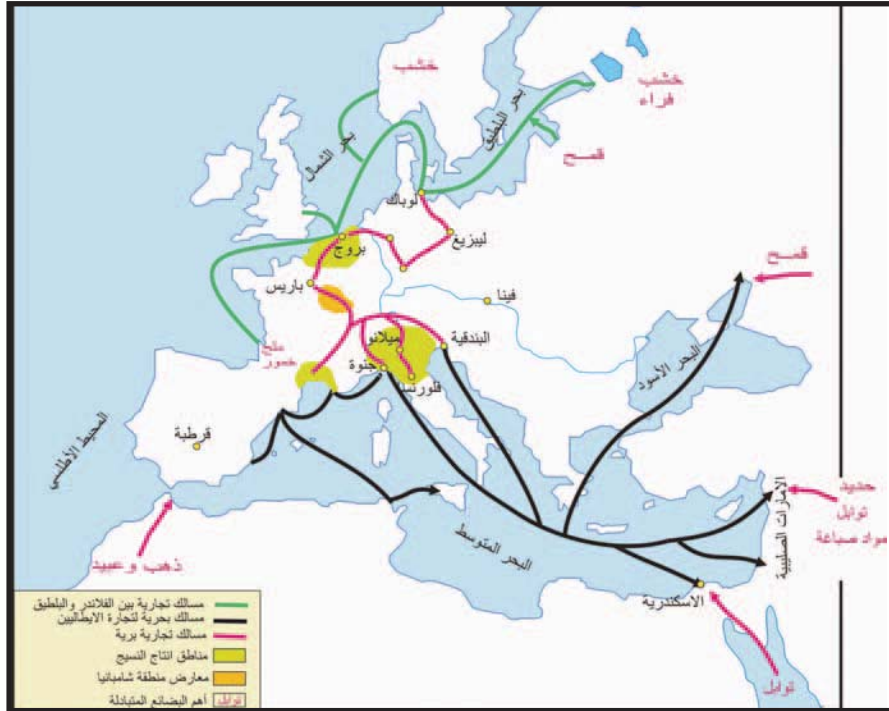 خشب
خشب
فراء
بحر البلطيق
بحر الشمال
قمح
لوباك
ليبزيغ
بروج
باريس
فينا
قمح
ميلانو
البندقية
جنوة
ملح
خمور
البحر الأسود
المحيط الأطلسي
قرطبة
حديد
توابل
مواد صباغة
الامارات الصليبية
البحر المتوسط
ذهب وعبيد
الاسكندرية
توابل
مسالك تجارية بين الفلاندر والبلطيق
مسالك بحرية لتجارة الايطاليين
مسالك تجارية برية
مناطق انتاج النسيج
معارض منطقة شامبانيا
توابل أهم البضائع المتبادلة